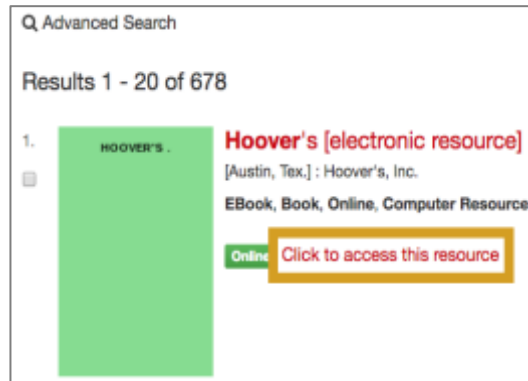 Advanced Search
Results 1 - 20 of 678
1.
HOOVER'S .
Hoover's [electronic resource]
[Austin, Tex.] : Hoover's, Inc.
EBook, Book, Online, Computer Resource
Online
Click to access this resource